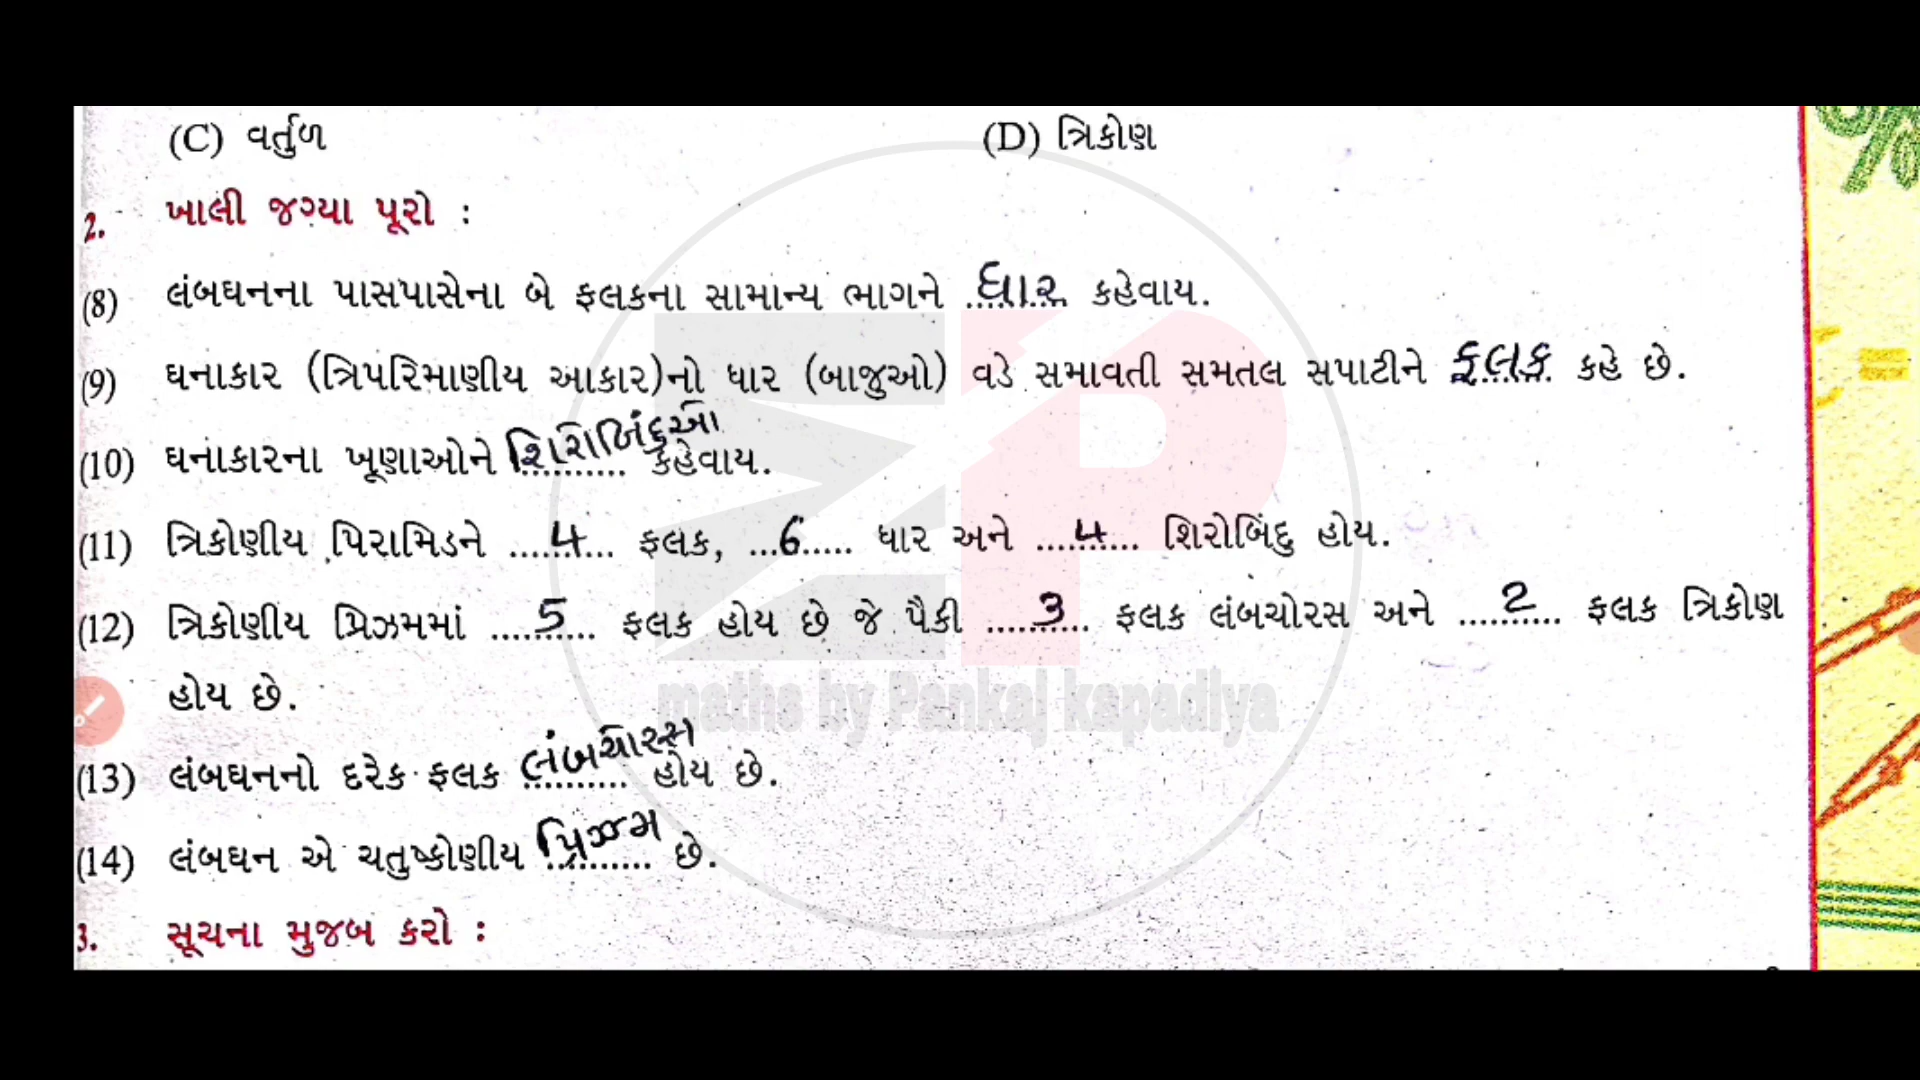 (C) વર્તુળ (D) ત્રિકોણ
2. ખાલી જગ્યા પૂરો :
(8) લંબઘનના પાસપાસેના બે ફલકના સામાન્ય ભાગને ધાર કહેવાય.
(9) ઘનાકાર (ત્રિપરિમાણીય આકાર)નો ધાર (બાજુઓ) વડે સમાવતી સમતલ સપાટીને ફલક કહે છે.
(10) ઘનાકારના ખૂણાઓને શિરોબિંદુઓ કહેવાય.
(11) ત્રિકોણીય પિરામિડને ....4.... ફલક, ...6..... ધાર અને ....4.... શિરોબિંદુ હોય.
(12) ત્રિકોણીય પ્રિઝમમાં ....5.... ફલક હોય છે જે પૈકી ....3.... ફલક લંબચોરસ અને ....2.... ફલક ત્રિકોણ
હોય છે.
maths by Pankaj kapadiya
(13) લંબઘનનો દરેક ફલક લંબચોરસ હોય છે.
(14) લંબઘન એ ચતુષ્કોણીય પ્રિઝમ છે.
3. સૂચના મુજબ કરો :